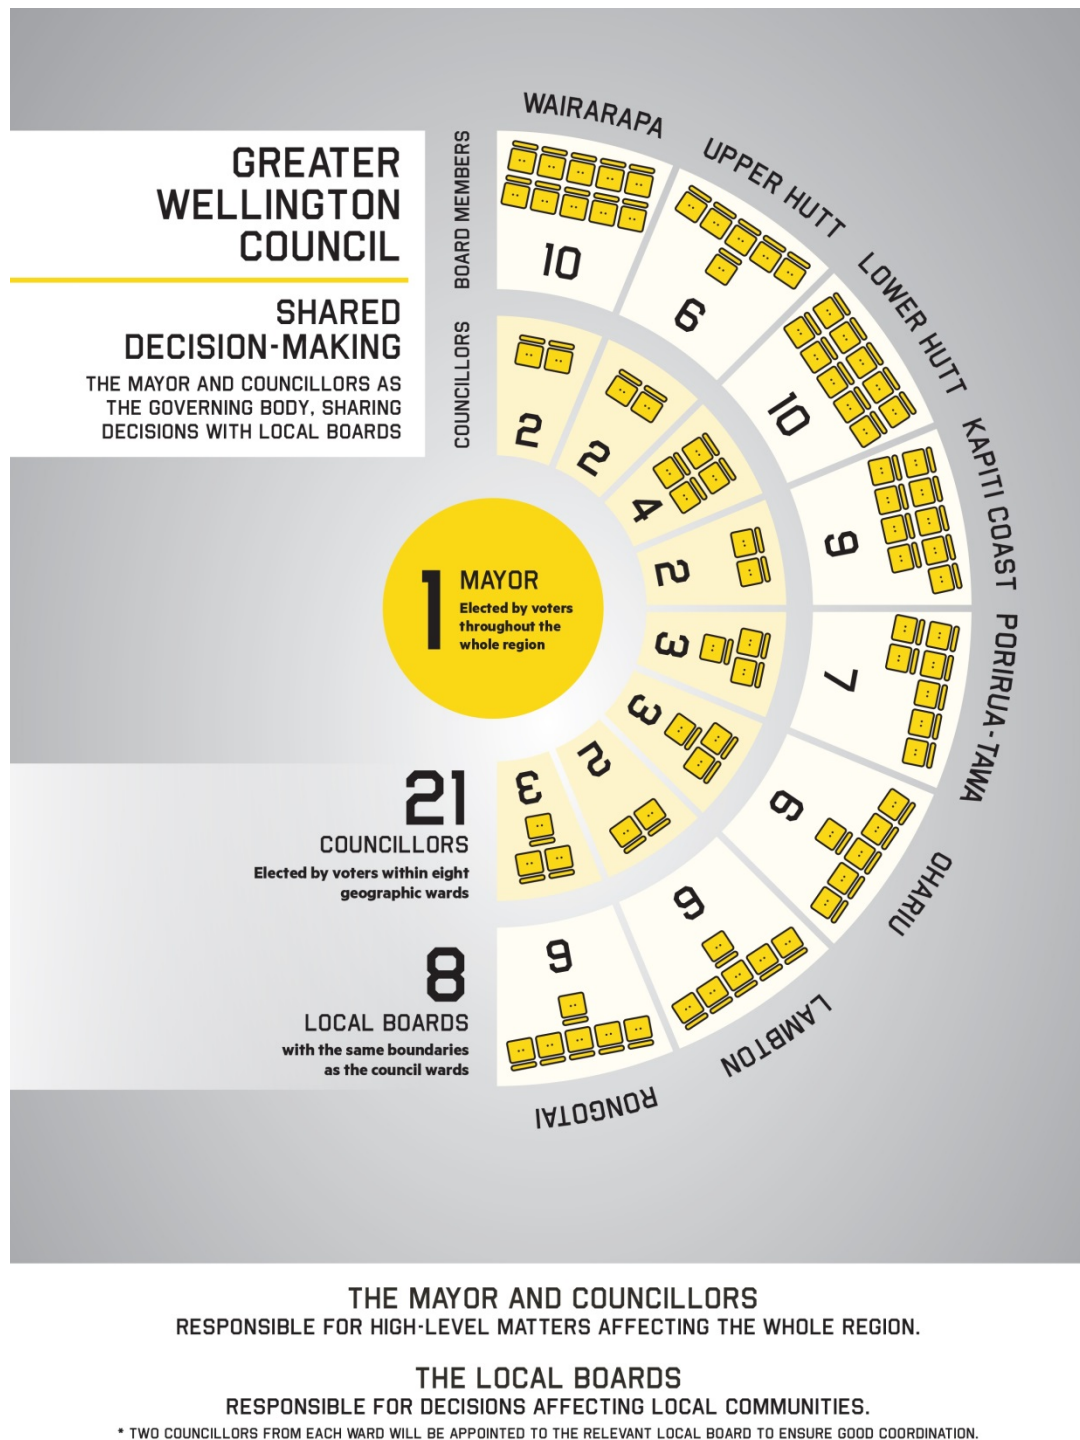 GREATER
WELLINGTON
COUNCIL
SHARED
DECISION-MAKING
THE MAYOR AND COUNCILLORS AS
THE GOVERNING BODY, SHARING
DECISIONS WITH LOCAL BOARDS
BOARD MEMBERS
COUNCILLORS
WAIRARAPA
UPPER HUTT
LOWER HUTT
KAPITI COAST
PORIRUA-TAWA
OHARIU
LAMBTON
RONGOTAI
10
6
10
9
7
6
6
6
2
2
4
2
3
3
2
3
1
MAYOR
Elected by voters
throughout the
whole region
21
COUNCILLORS
Elected by voters within eight
geographic wards
8
LOCAL BOARDS
with the same boundaries
as the council wards
THE MAYOR AND COUNCILLORS
RESPONSIBLE FOR HIGH-LEVEL MATTERS AFFECTING THE WHOLE REGION.
THE LOCAL BOARDS
RESPONSIBLE FOR DECISIONS AFFECTING LOCAL COMMUNITIES.
* TWO COUNCILLORS FROM EACH WARD WILL BE APPOINTED TO THE RELEVANT LOCAL BOARD TO ENSURE GOOD COORDINATION.